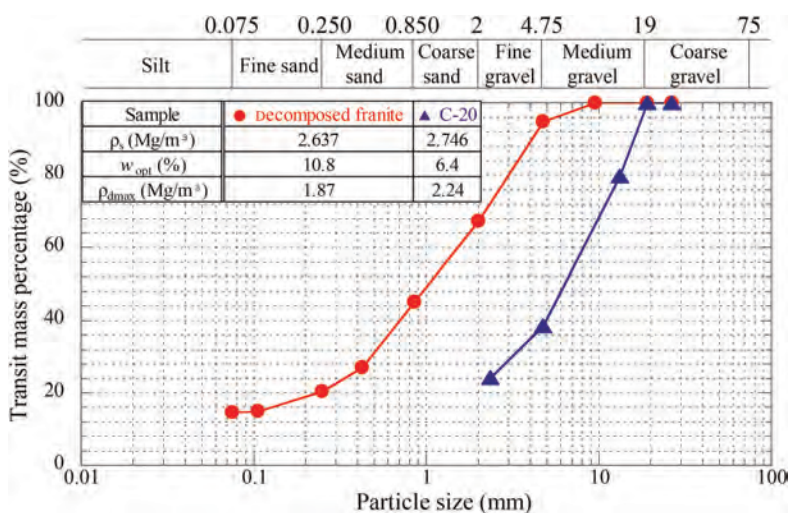 0.075 0.250 0.850 2 4.75 19 75
Silt Fine sand Medium sand Coarse sand Fine gravel Medium gravel Coarse gravel
Sample Decomposed franite C-20
ρs (Mg/m³) 2.637 2.746
wopt (%) 10.8 6.4
ρdmax (Mg/m³) 1.87 2.24
Transit mass percentage (%)
100
80
60
40
20
0
0.01 0.1 1 10 100
Particle size (mm)